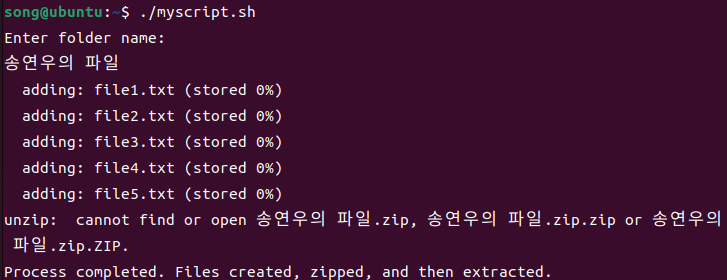 song@ubuntu:~$ ./myscript.sh
Enter folder name:
송연우의 파일
  adding: file1.txt (stored 0%)
  adding: file2.txt (stored 0%)
  adding: file3.txt (stored 0%)
  adding: file4.txt (stored 0%)
  adding: file5.txt (stored 0%)
unzip:  cannot find or open 송연우의 파일.zip, 송연우의 파일.zip.zip or 송연우의
 파일.zip.ZIP.
Process completed. Files created, zipped, and then extracted.